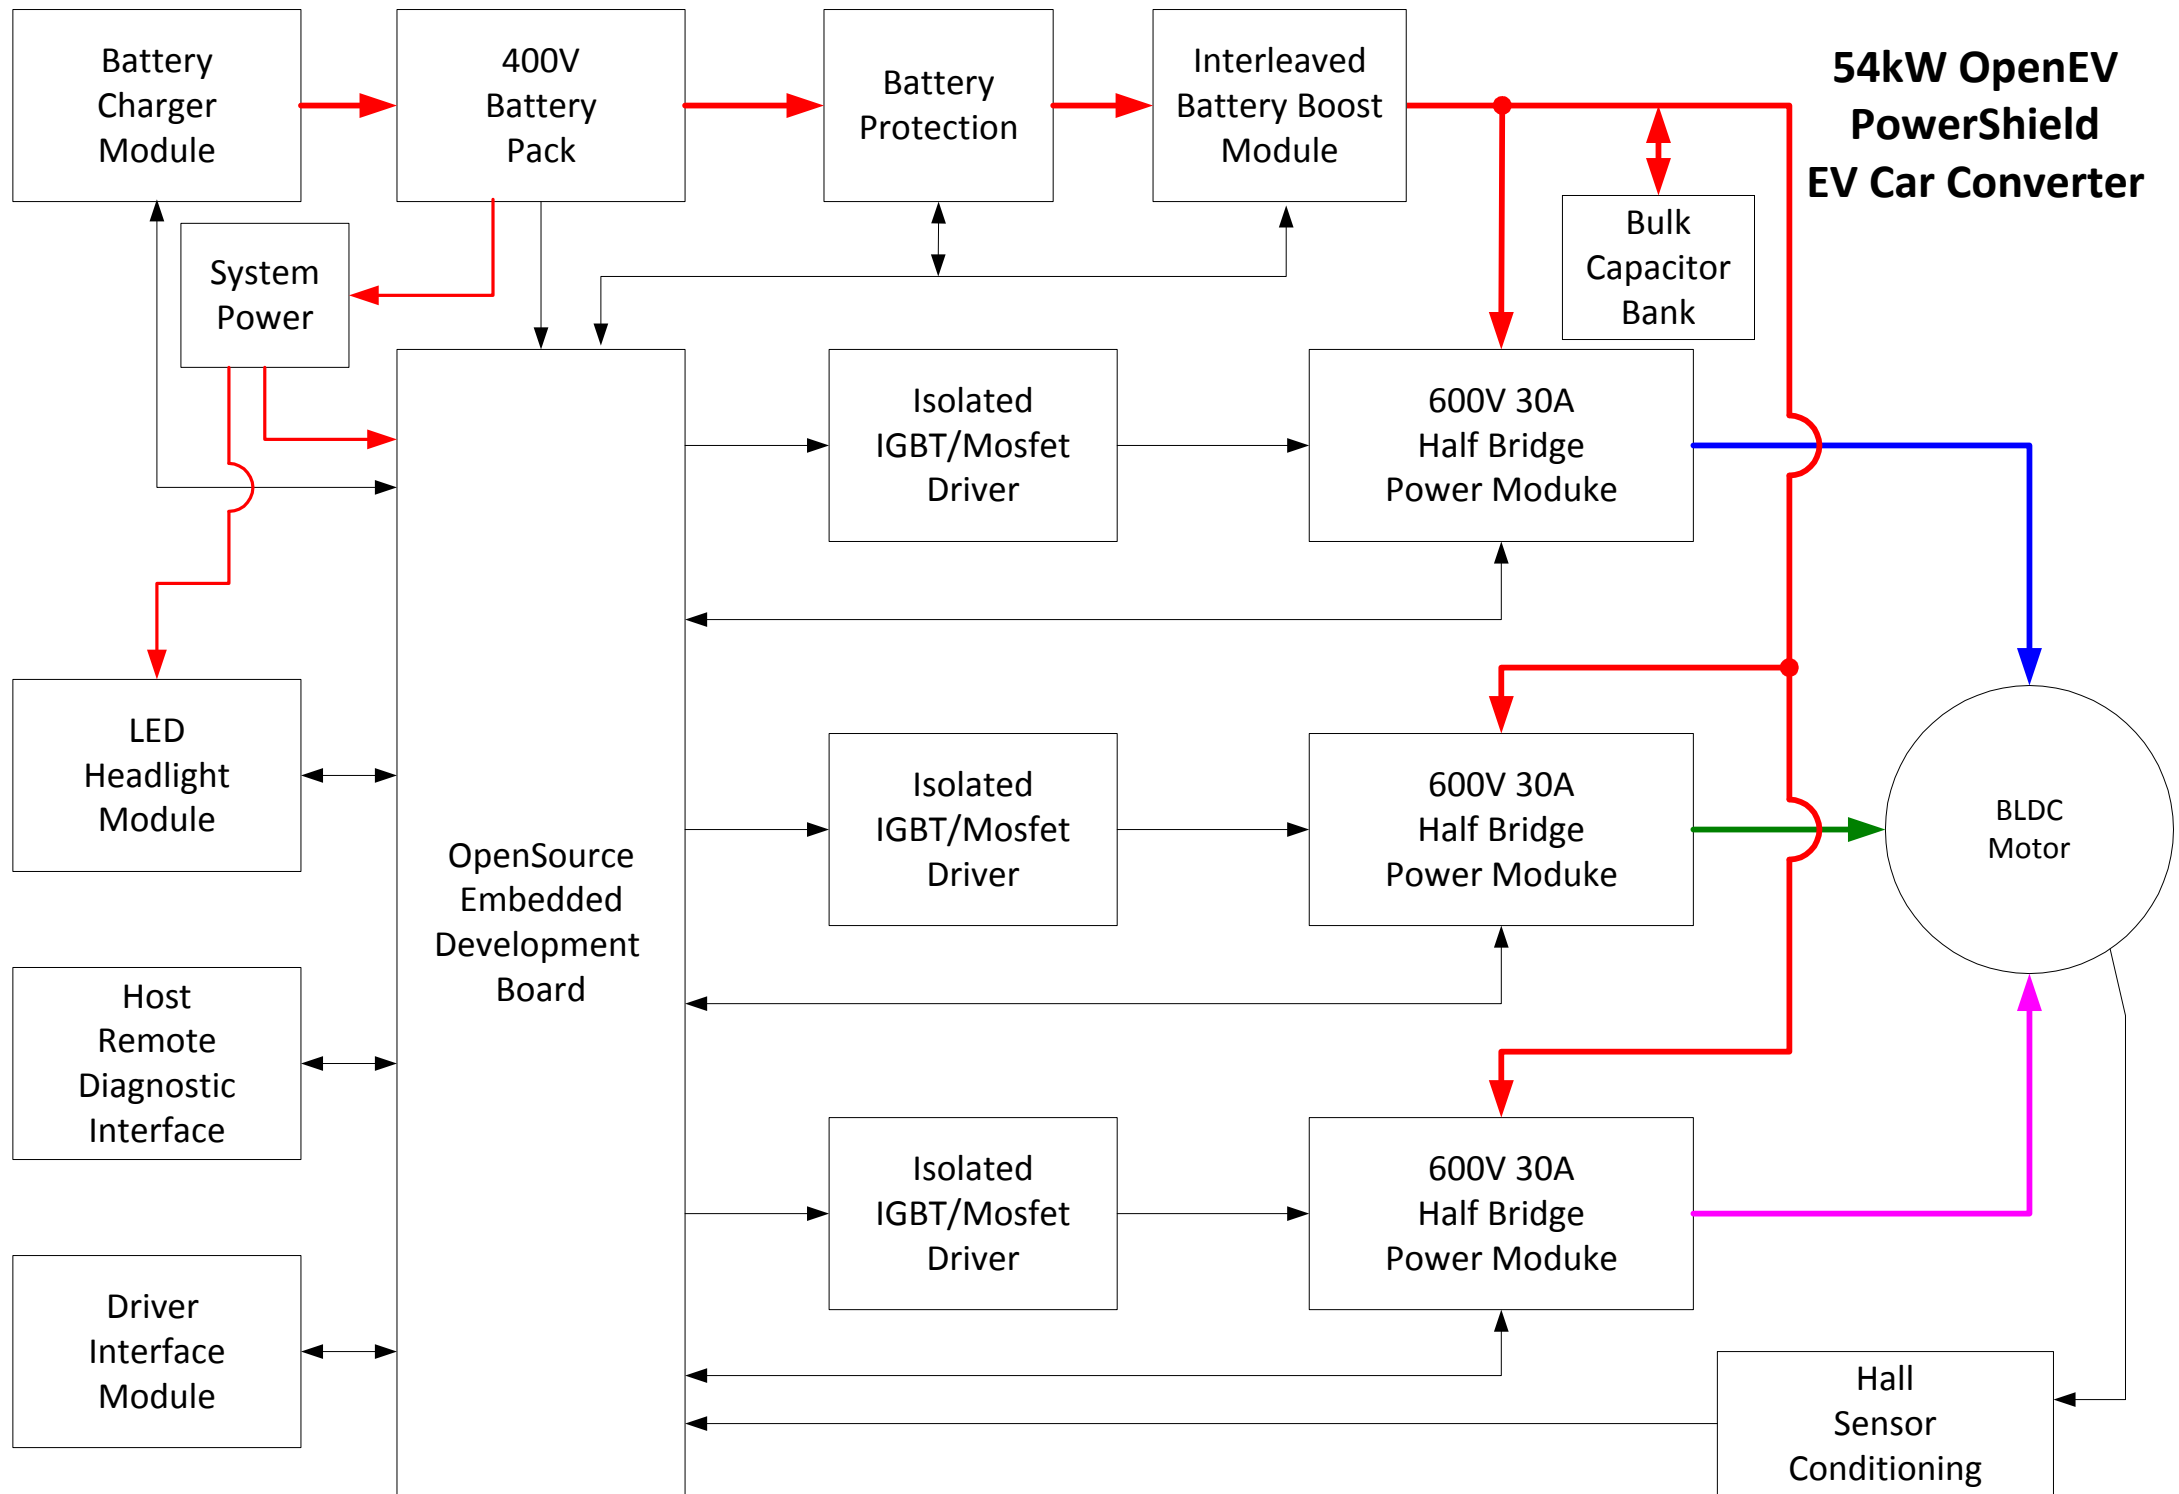 Battery
Charger
Module
400V
Battery
Pack
Battery
Protection
Interleaved
Battery Boost
Module
54kW OpenEV
PowerShield
EV Car Converter
System
Power
Bulk
Capacitor
Bank
Isolated
IGBT/Mosfet
Driver
600V 30A
Half Bridge
Power Moduke
LED
Headlight
Module
OpenSource
Embedded
Development
Board
Isolated
IGBT/Mosfet
Driver
600V 30A
Half Bridge
Power Moduke
BLDC
Motor
Host
Remote
Diagnostic
Interface
Isolated
IGBT/Mosfet
Driver
600V 30A
Half Bridge
Power Moduke
Driver
Interface
Module
Hall
Sensor
Conditioning